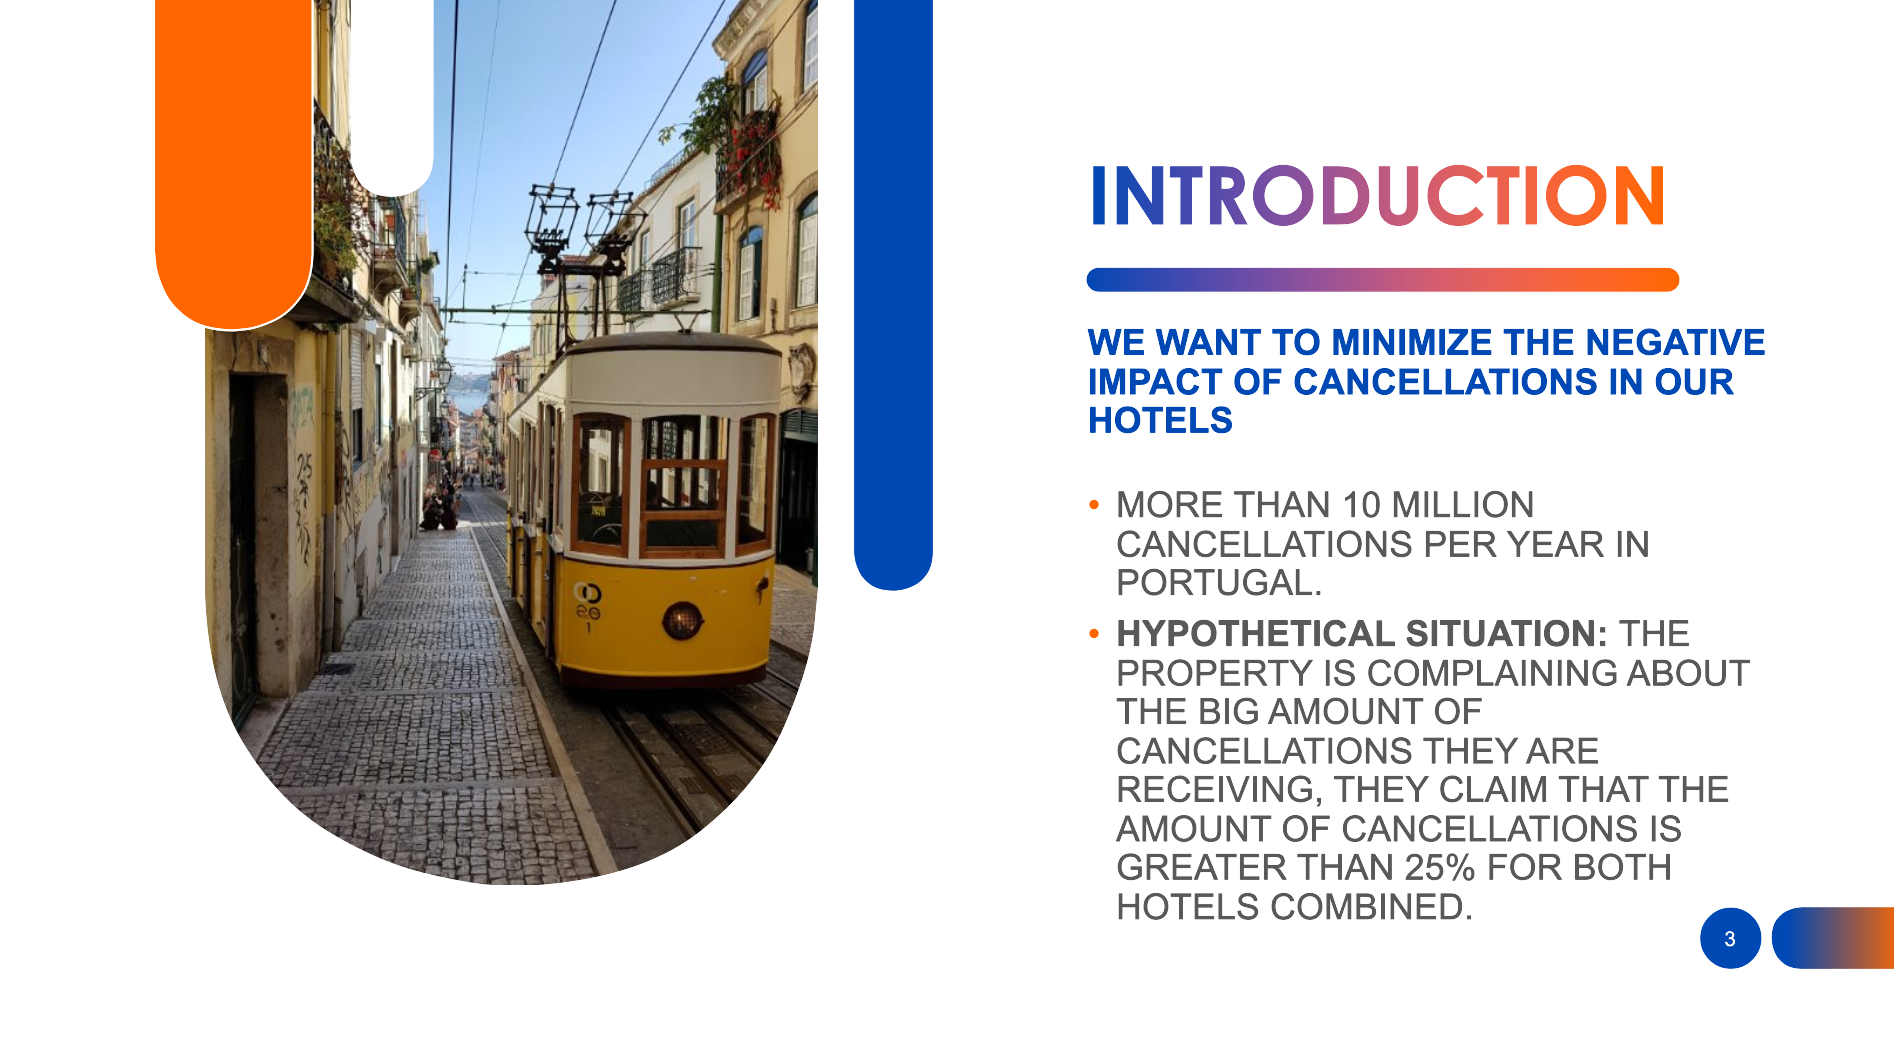 INTRODUCTION
WE WANT TO MINIMIZE THE NEGATIVE
IMPACT OF CANCELLATIONS IN OUR
HOTELS
• MORE THAN 10 MILLION
CANCELLATIONS PER YEAR IN
PORTUGAL.
• HYPOTHETICAL SITUATION: THE
PROPERTY IS COMPLAINING ABOUT
THE BIG AMOUNT OF
CANCELLATIONS THEY ARE
RECEIVING, THEY CLAIM THAT THE
AMOUNT OF CANCELLATIONS IS
GREATER THAN 25% FOR BOTH
HOTELS COMBINED.
3